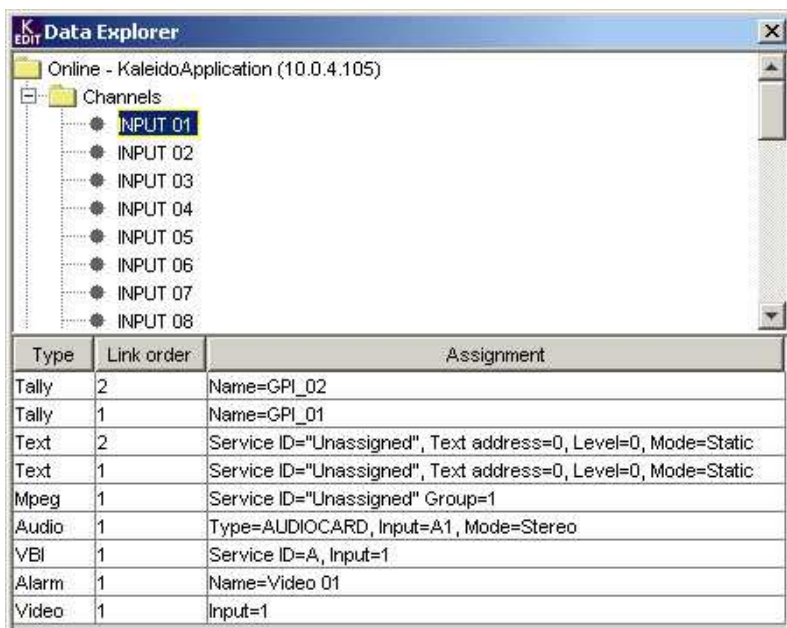 K EDIT Data Explorer
Online - KaleidoApplication (10.0.4.105)
Channels
INPUT 01
INPUT 02
INPUT 03
INPUT 04
INPUT 05
INPUT 06
INPUT 07
INPUT 08
Type Link order Assignment
Tally 2 Name=GPI_02
Tally 1 Name=GPI_01
Text 2 Service ID="Unassigned", Text address=0, Level=0, Mode=Static
Text 1 Service ID="Unassigned", Text address=0, Level=0, Mode=Static
Mpeg 1 Service ID="Unassigned" Group=1
Audio 1 Type=AUDIOCARD, Input=A1, Mode=Stereo
VBI 1 Service ID=A, Input=1
Alarm 1 Name=Video 01
Video 1 Input=1